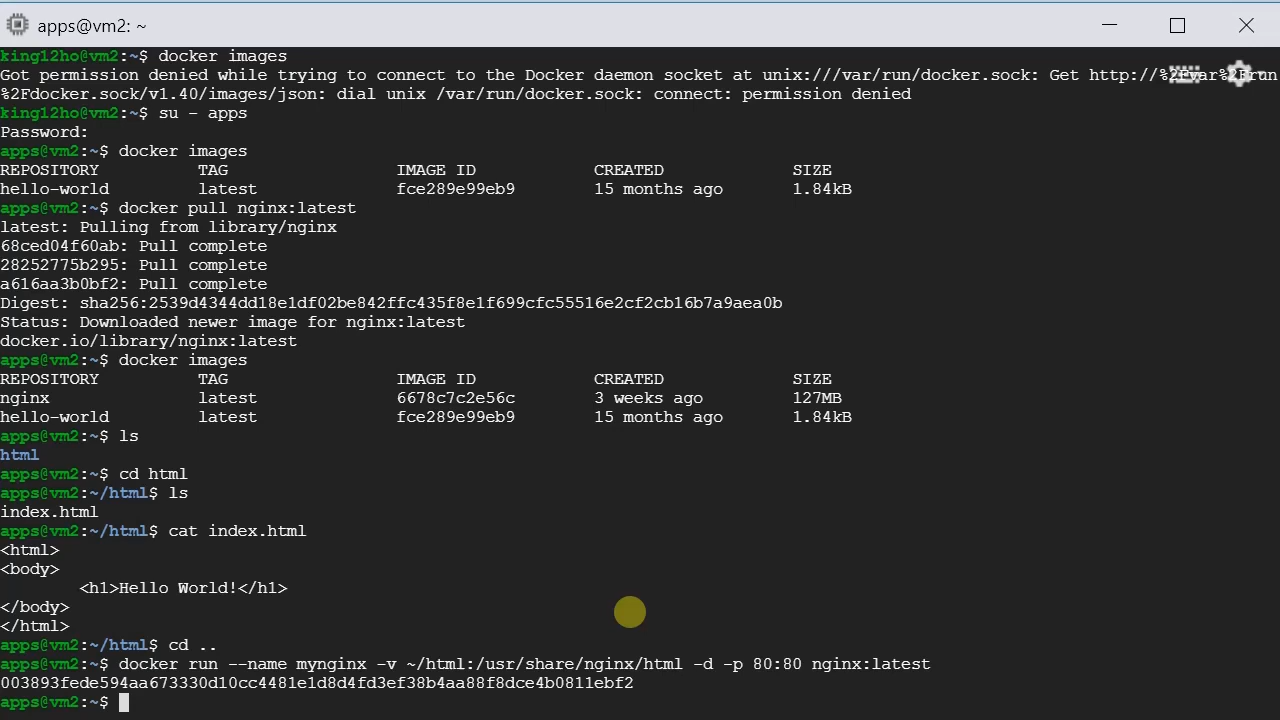 apps@vm2: ~
king12ho@vm2:~$ docker images
Got permission denied while trying to connect to the Docker daemon socket at unix:///var/run/docker.sock: Get http://%2Fvar%2Frun
%2Fdocker.sock/v1.40/images/json: dial unix /var/run/docker.sock: connect: permission denied
king12ho@vm2:~$ su - apps
Password:
apps@vm2:~$ docker images
REPOSITORY TAG IMAGE ID CREATED SIZE
hello-world latest fce289e99eb9 15 months ago 1.84kB
apps@vm2:~$ docker pull nginx:latest
latest: Pulling from library/nginx
68ced04f60ab: Pull complete
28252775b295: Pull complete
a616aa3b0bf2: Pull complete
Digest: sha256:2539d4344dd18e1df02be842ffc435f8e1f699cfc55516e2cf2cb16b7a9aea0b
Status: Downloaded newer image for nginx:latest
docker.io/library/nginx:latest
apps@vm2:~$ docker images
REPOSITORY TAG IMAGE ID CREATED SIZE
nginx latest 6678c7c2e56c 3 weeks ago 127MB
hello-world latest fce289e99eb9 15 months ago 1.84kB
apps@vm2:~$ ls
html
apps@vm2:~$ cd html
apps@vm2:~/html$ ls
index.html
apps@vm2:~/html$ cat index.html
<html>
<body>
<h1>Hello World!</h1>
</body>
</html>
apps@vm2:~/html$ cd ..
apps@vm2:~$ docker run --name mynginx -v ~/html:/usr/share/nginx/html -d -p 80:80 nginx:latest
003893fede594aa673330d10cc4481e1d8d4fd3ef38b4aa88f8dce4b0811ebf2
apps@vm2:~$